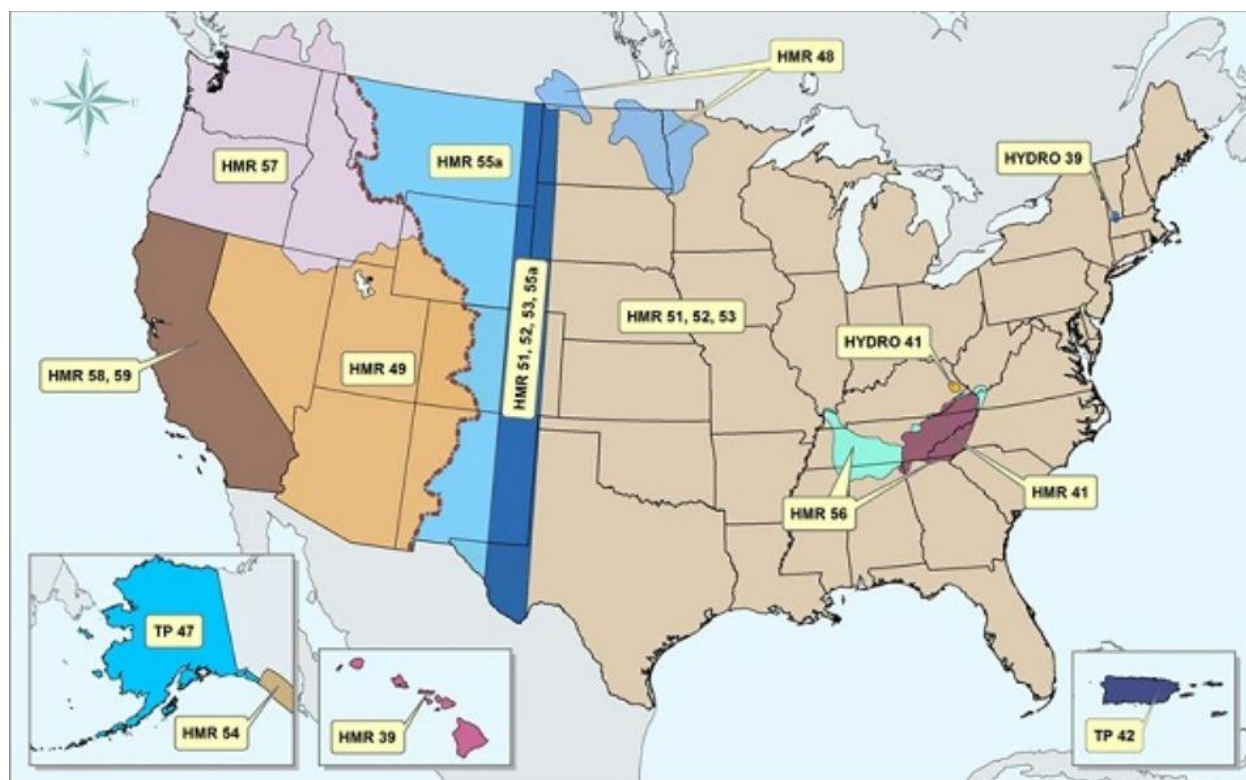 N
W
E
S
HMR 48
HMR 57
HMR 55a
HYDRO 39
HMR 51, 52, 53, 55a
HMR 51, 52, 53
HYDRO 41
HMR 58, 59
HMR 49
HMR 56
HMR 41
TP 47
HMR 54
HMR 39
TP 42